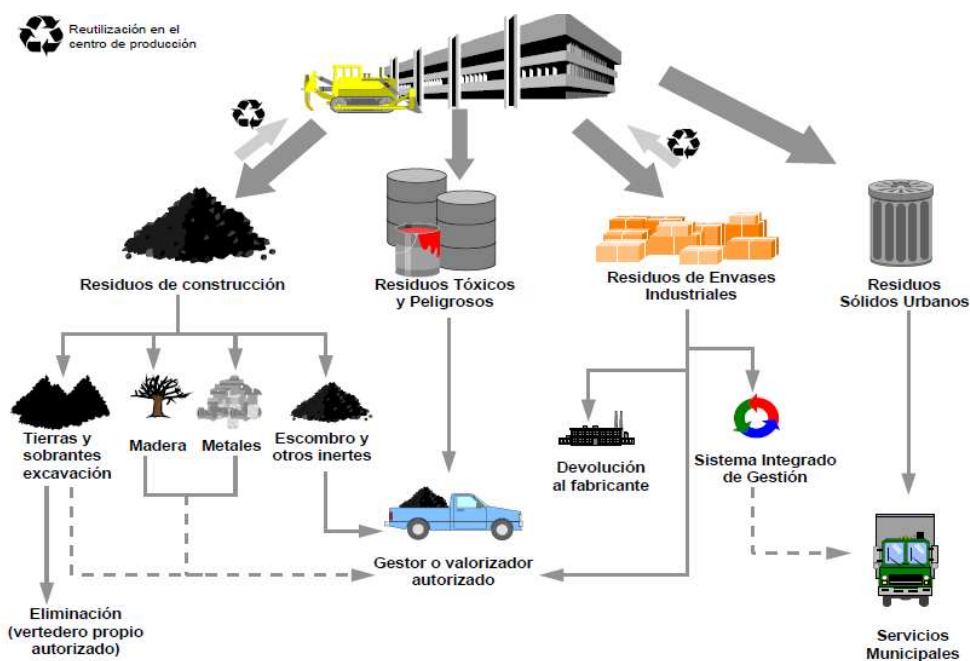 Reutilización en el
centro de producción
Residuos de construcción
Residuos Tóxicos
y Peligrosos
Residuos de Envases
Industriales
Residuos
Sólidos Urbanos
Tierras y
sobrantes
excavación
Madera
Metales
Escombro y
otros inertes
Devolución
al fabricante
Sistema Integrado
de Gestión
Gestor o valorizador
autorizado
Eliminación
(vertedero propio
autorizado)
Servicios
Municipales